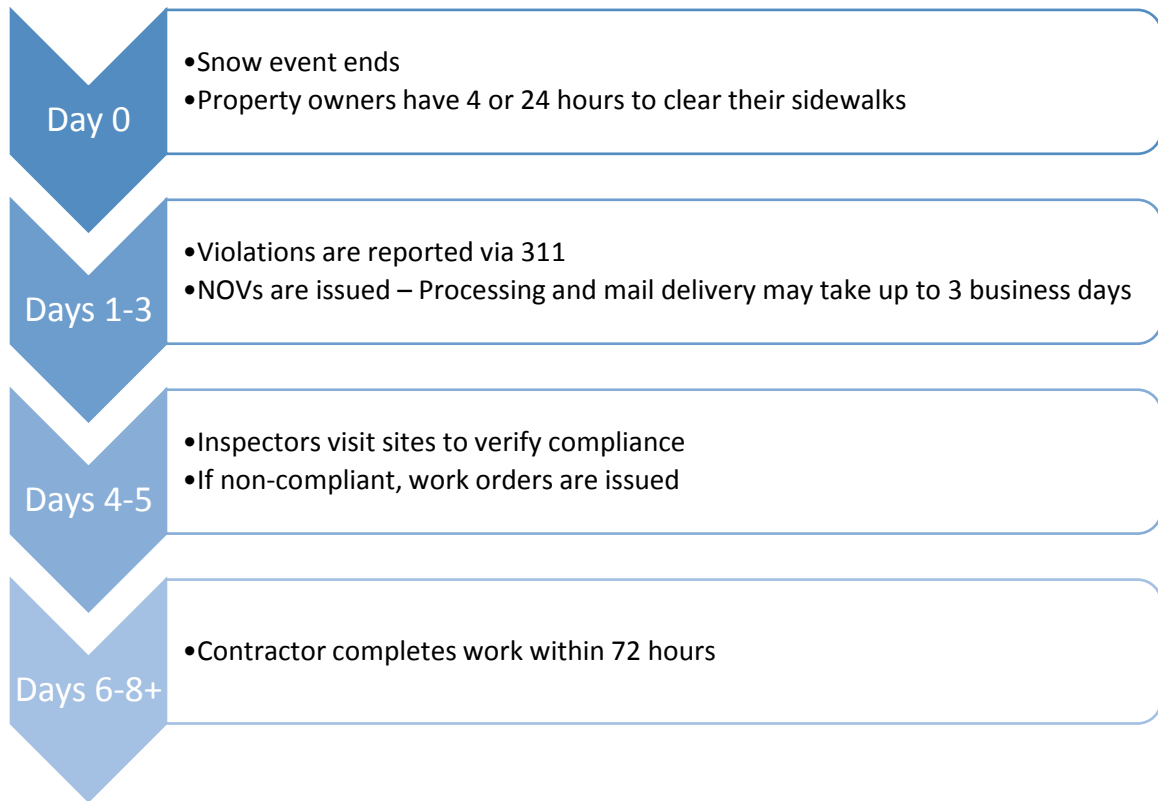 Day 0
•Snow event ends
•Property owners have 4 or 24 hours to clear their sidewalks
Days 1-3
•Violations are reported via 311
•NOVs are issued – Processing and mail delivery may take up to 3 business days
Days 4-5
•Inspectors visit sites to verify compliance
•If non-compliant, work orders are issued
Days 6-8+
•Contractor completes work within 72 hours